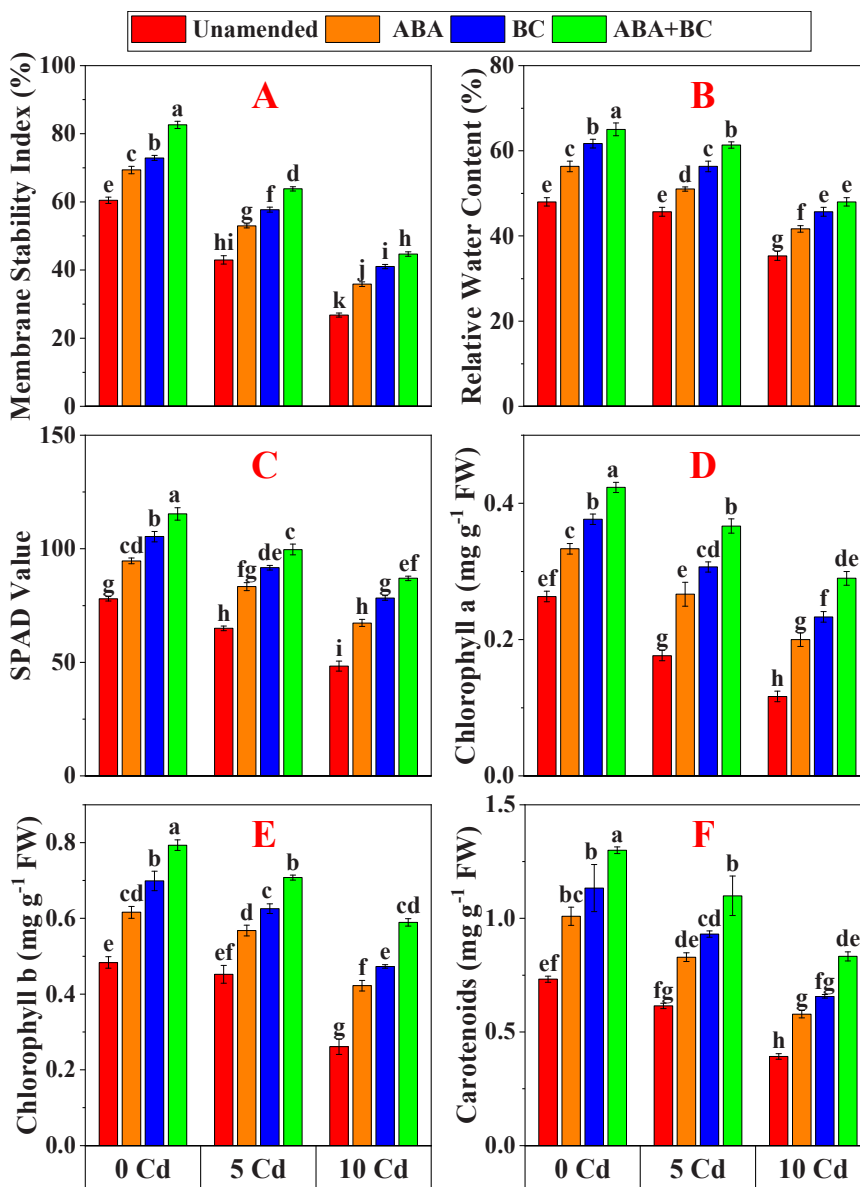 Unamended ABA BC ABA+BC
A
Membrane Stability Index (%)
100
80
60
40
20
0
e c b a
hi g f d
k j i h
B
Relative Water Content (%)
80
60
40
20
0
e c b a
e d c b
g f e e
C
SPAD Value
150
100
50
0
g cd b a
h fg de c
i h g ef
D
Chlorophyll a (mg g-1 FW)
0.4
0.2
0.0
ef c b a
g e cd b
h g f de
E
Chlorophyll b (mg g-1 FW)
0.8
0.6
0.4
0.2
0.0
e cd b a
ef d c b
g f e cd
0 Cd 5 Cd 10 Cd
F
Carotenoids (mg g-1 FW)
1.5
1.0
0.5
0.0
ef bc b a
fg de cd b
h g fg de
0 Cd 5 Cd 10 Cd